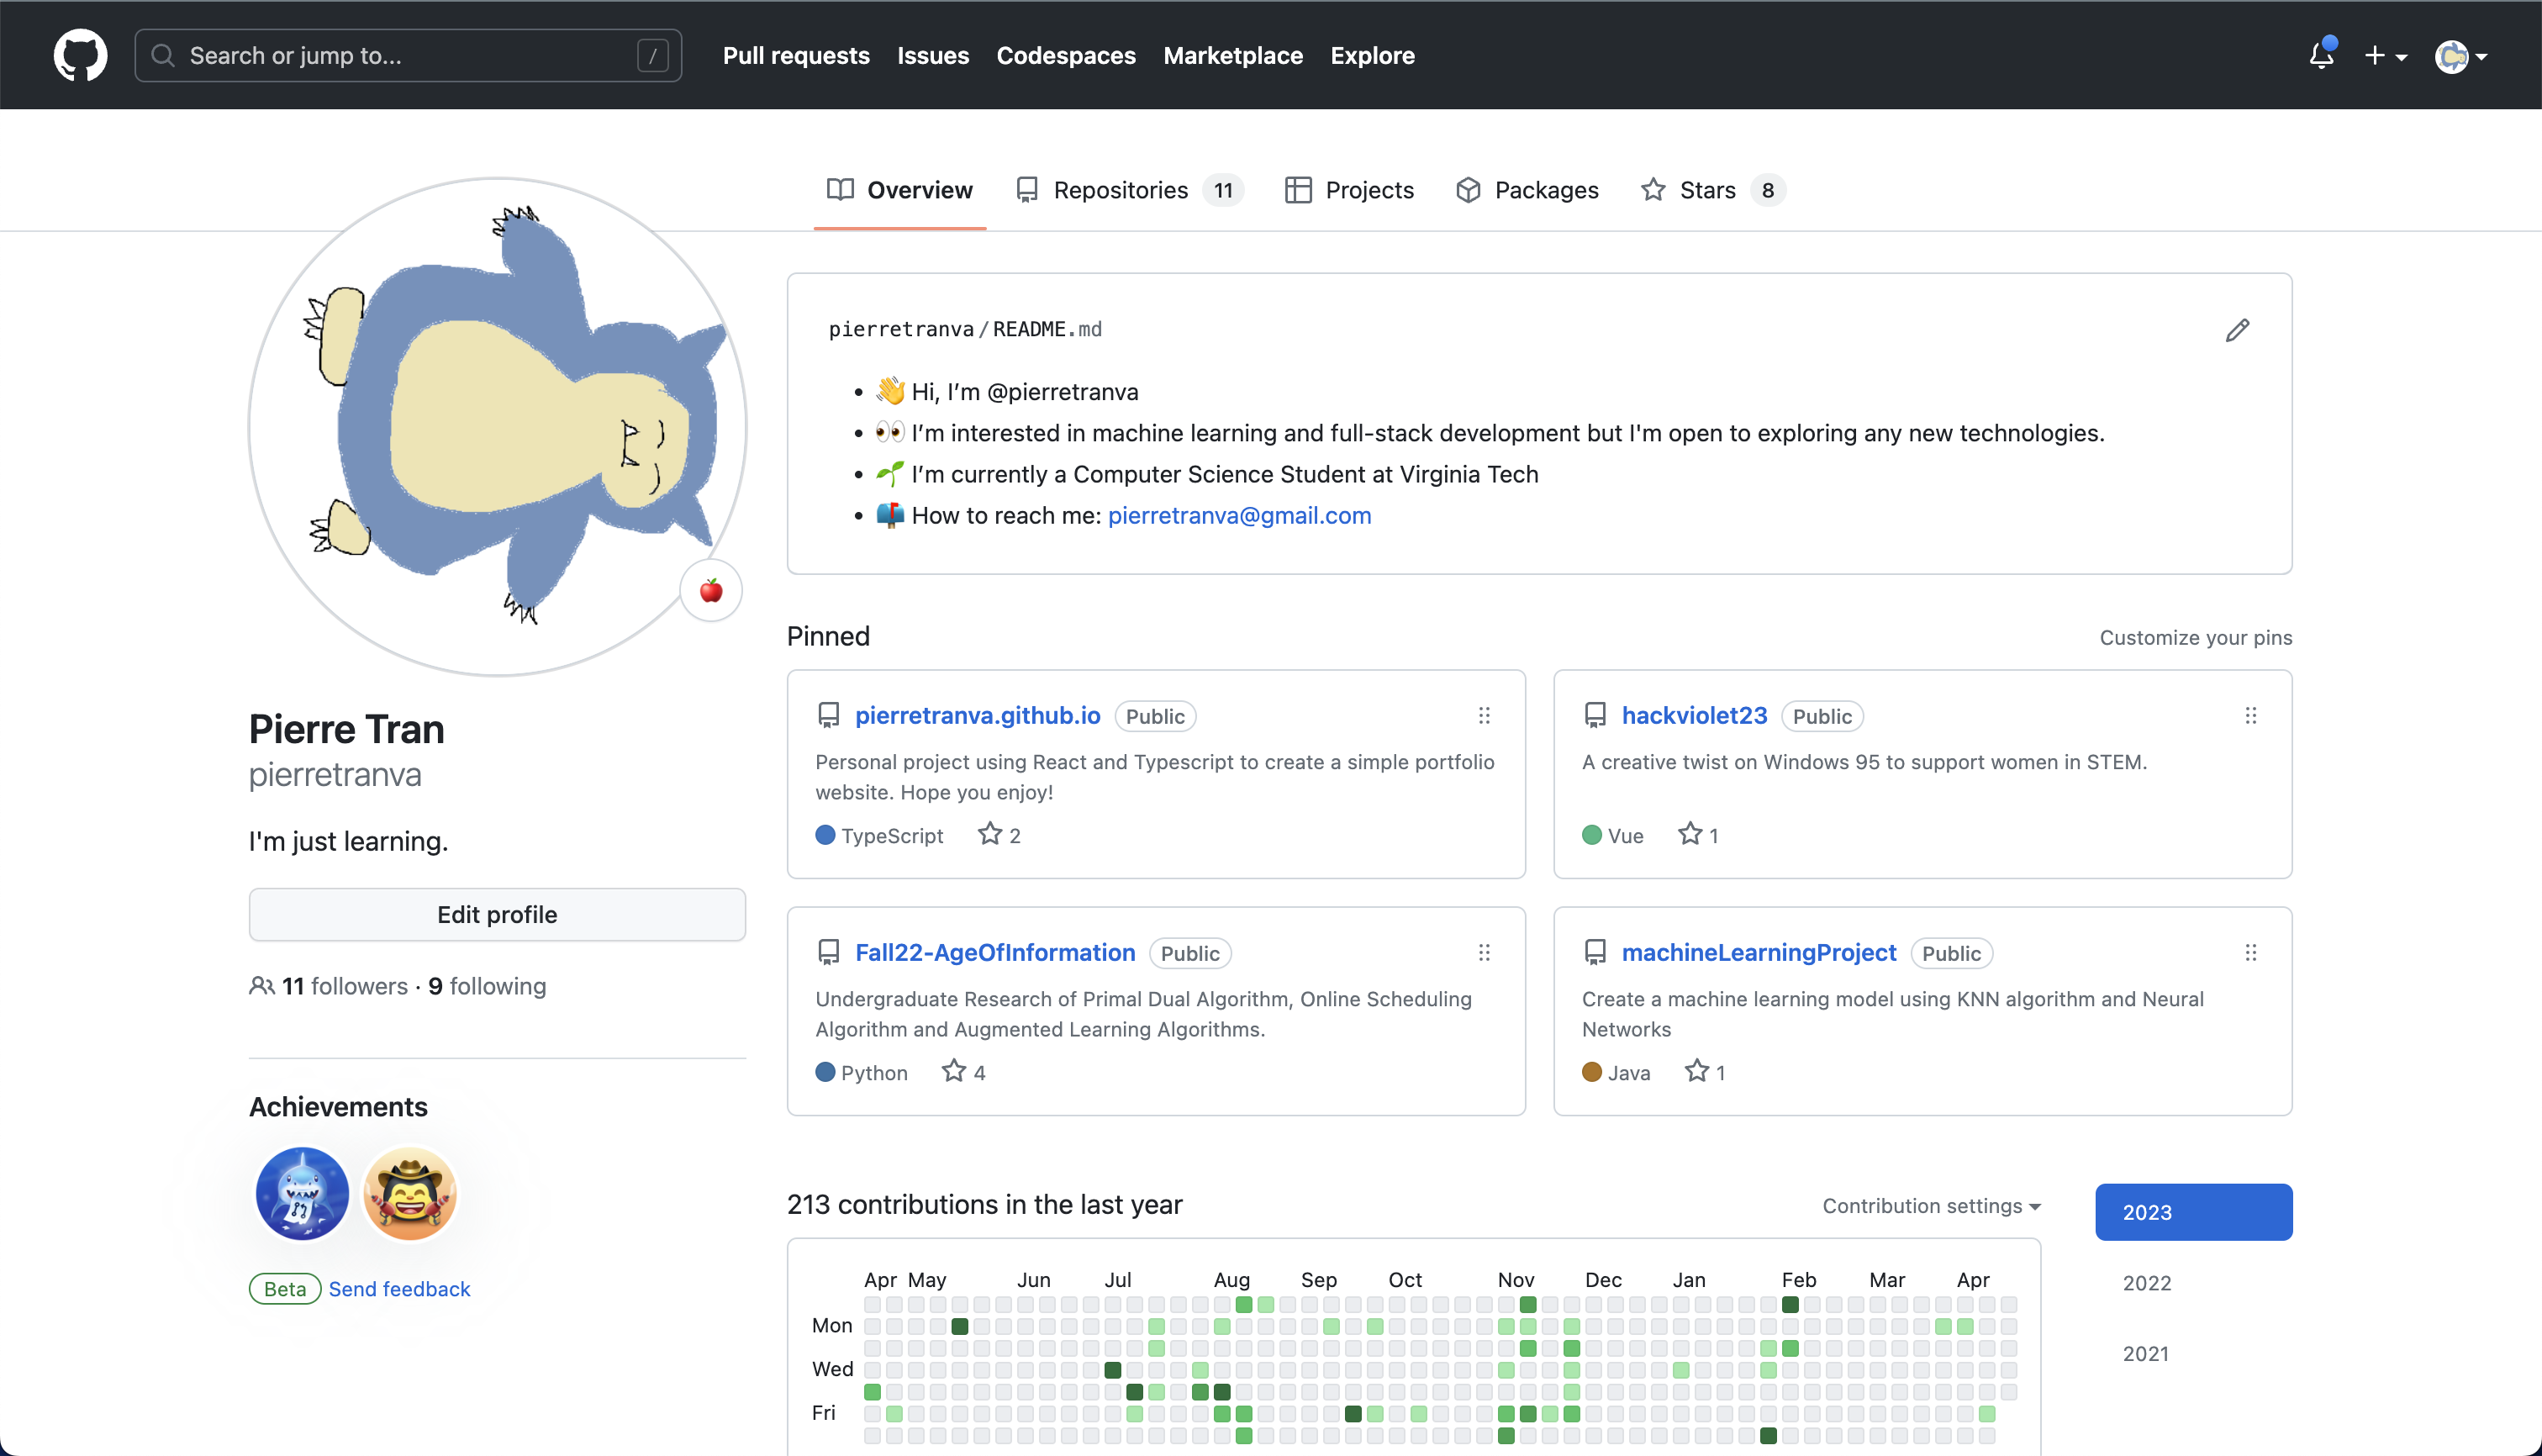 Search or jump to... /
Pull requests Issues Codespaces Marketplace Explore
Overview Repositories 11 Projects Packages Stars 8
pierretranva/README.md
👋 Hi, I’m @pierretranva
👀 I’m interested in machine learning and full-stack development but I'm open to exploring any new technologies.
🌱 I’m currently a Computer Science Student at Virginia Tech
📫 How to reach me: pierretranva@gmail.com
Pierre Tran
pierretranva
I'm just learning.
Edit profile
11 followers · 9 following
Achievements
Beta Send feedback
Pinned
Customize your pins
pierretranva.github.io Public
Personal project using React and Typescript to create a simple portfolio
website. Hope you enjoy!
TypeScript 2
hackviolet23 Public
A creative twist on Windows 95 to support women in STEM.
Vue 1
Fall22-AgeOfInformation Public
Undergraduate Research of Primal Dual Algorithm, Online Scheduling
Algorithm and Augmented Learning Algorithms.
Python 4
machineLearningProject Public
Create a machine learning model using KNN algorithm and Neural
Networks
Java 1
213 contributions in the last year
Contribution settings
Apr May Jun Jul Aug Sep Oct Nov Dec Jan Feb Mar Apr
Mon
Wed
Fri
2023
2022
2021